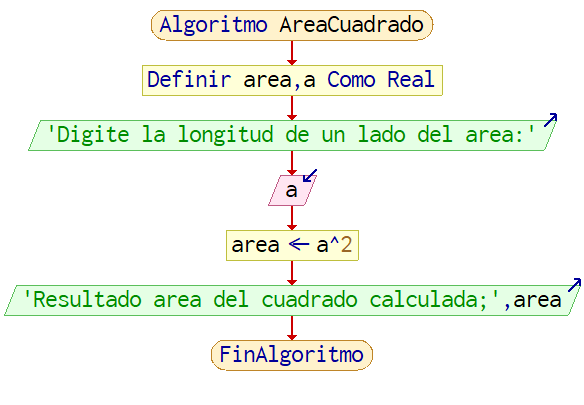 Algoritmo AreaCuadrado
Definir area,a Como Real
'Digite la longitud de un lado del area:'
a
area ← a^2
'Resultado area del cuadrado calculada;',area
FinAlgoritmo